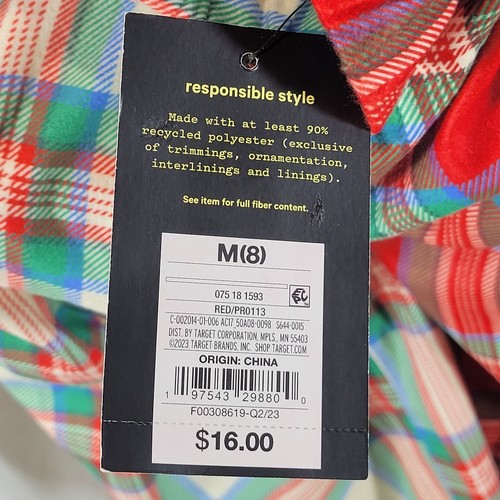 responsible style
Made with at least 90%
recycled polyester (exclusive
of trimmings, ornamentation,
interlinings and linings).
See item for full fiber content.
M(8)
075 18 1593
RED/PR0113
C-002014-01-006 AC17_50A08-0098 S644-0015
DIST. BY TARGET CORPORATION, MPLS., MN 55403
©2023 TARGET BRANDS, INC. SHOP TARGET.COM
ORIGIN: CHINA
1 97543 29880 0
F00308619-Q2/23
$16.00